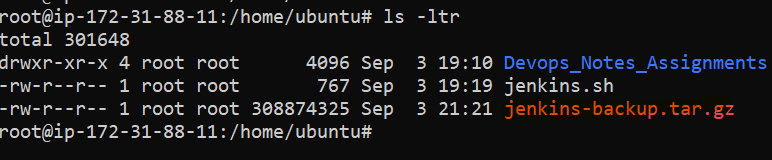 root@ip-172-31-88-11:/home/ubuntu# ls -ltr
total 301648
drwxr-xr-x 4 root root      4096 Sep  3 19:10 Devops_Notes_Assignments
-rw-r--r-- 1 root root       767 Sep  3 19:19 jenkins.sh
-rw-r--r-- 1 root root 308874325 Sep  3 21:21 jenkins-backup.tar.gz
root@ip-172-31-88-11:/home/ubuntu#